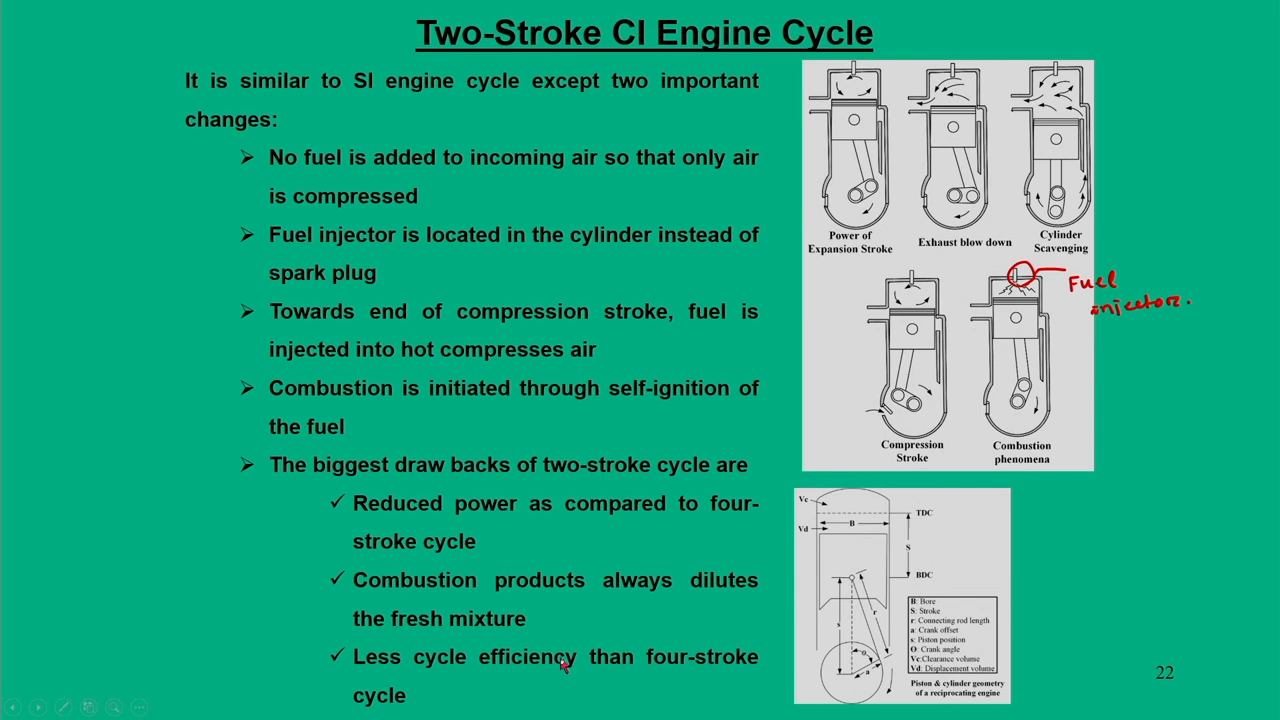 Two-Stroke CI Engine Cycle
It is similar to SI engine cycle except two important
changes:
No fuel is added to incoming air so that only air
is compressed
Fuel injector is located in the cylinder instead of
spark plug
Towards end of compression stroke, fuel is
injected into hot compresses air
Combustion is initiated through self-ignition of
the fuel
The biggest draw backs of two-stroke cycle are
Reduced power as compared to four-
stroke cycle
Combustion products always dilutes
the fresh mixture
Less cycle efficiency than four-stroke
cycle
Power of
Expansion Stroke
Exhaust blow down
Cylinder
Scavenging
Fuel
injector.
Compression
Stroke
Combustion
phenomena
Vc
TDC
B
Vd
S
BDC
r
s
Θ
a
B: Bore
S: Stroke
r: Connecting rod length
a: Crank offset
s: Piston position
Θ: Crank angle
Vc:Clearance volume
Vd: Displacement volume
Piston & cylinder geometry
of a reciprocating engine
22